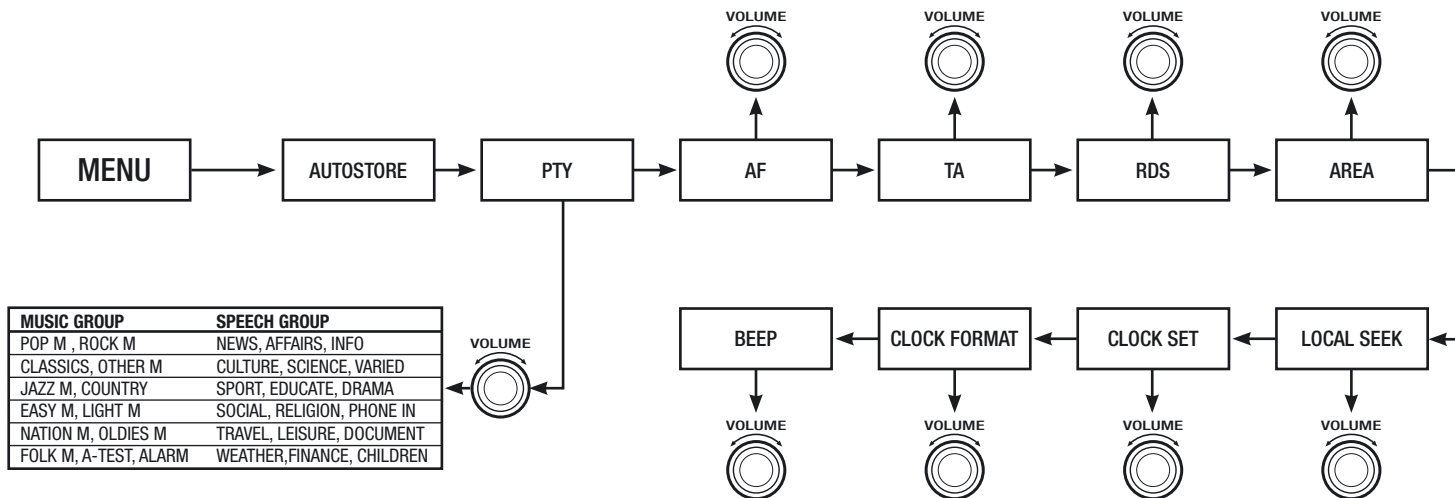 VOLUME VOLUME VOLUME VOLUME
MENU AUTOSTORE PTY AF TA RDS AREA
MUSIC GROUP SPEECH GROUP
POP M , ROCK M NEWS, AFFAIRS, INFO
CLASSICS, OTHER M CULTURE, SCIENCE, VARIED
JAZZ M, COUNTRY SPORT, EDUCATE, DRAMA
EASY M, LIGHT M SOCIAL, RELIGION, PHONE IN
NATION M, OLDIES M TRAVEL, LEISURE, DOCUMENT
FOLK M, A-TEST, ALARM WEATHER,FINANCE, CHILDREN
VOLUME
BEEP CLOCK FORMAT CLOCK SET LOCAL SEEK
VOLUME VOLUME VOLUME VOLUME